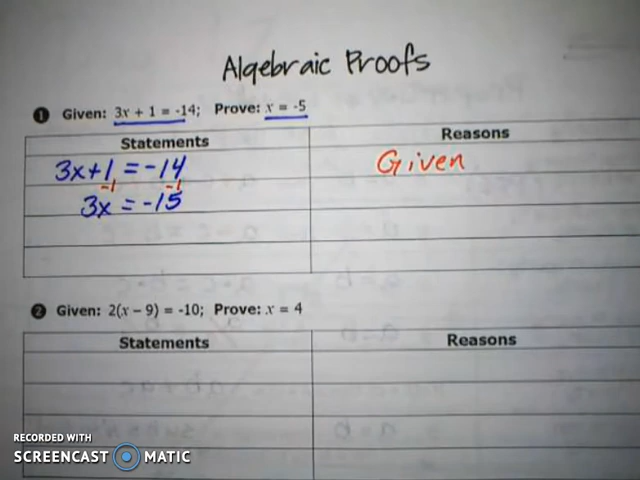 Algebraic Proofs
1 Given: 3x + 1 = -14; Prove: x = -5
Statements Reasons
3x+1 = -14 Given
-1 -1
3x = -15
2 Given: 2(x – 9) = -10; Prove: x = 4
Statements Reasons
RECORDED WITH
SCREENCAST MATIC